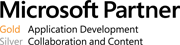 Microsoft Partner
Gold Application Development
Silver Collaboration and Content